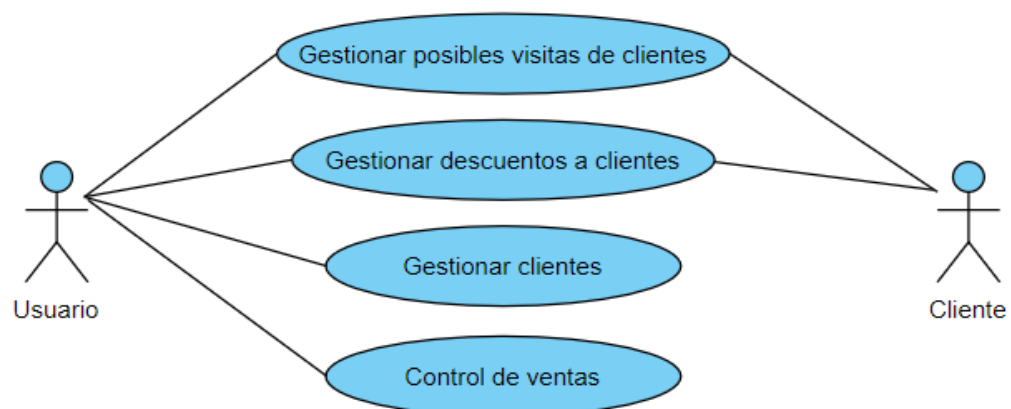 Gestionar posibles visitas de clientes
Gestionar descuentos a clientes
Gestionar clientes
Usuario
Cliente
Control de ventas